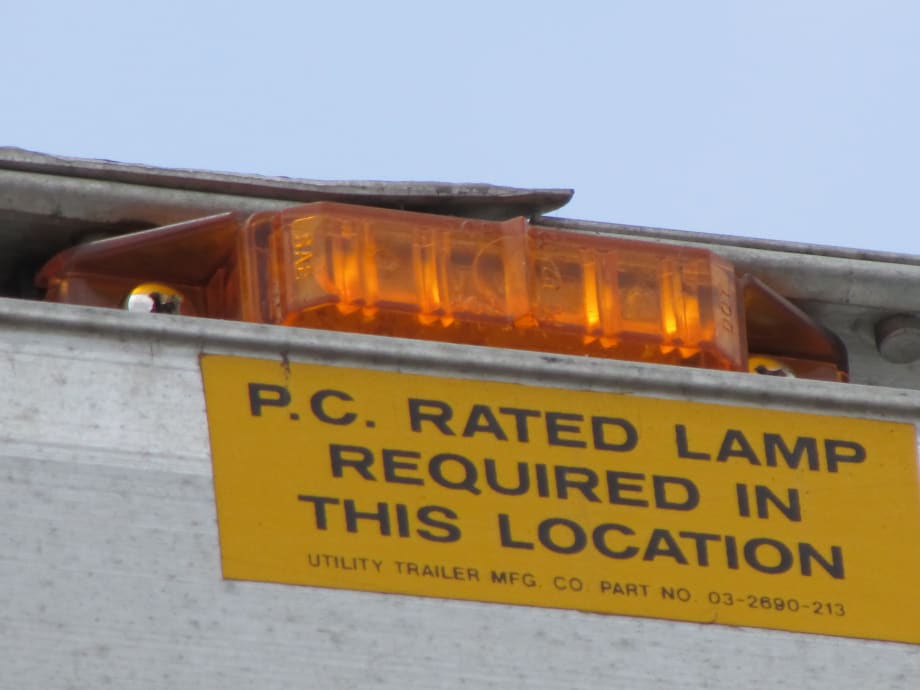 P.C. RATED LAMP
REQUIRED IN
THIS LOCATION
UTILITY TRAILER MFG. CO. PART NO. 03-2690-213